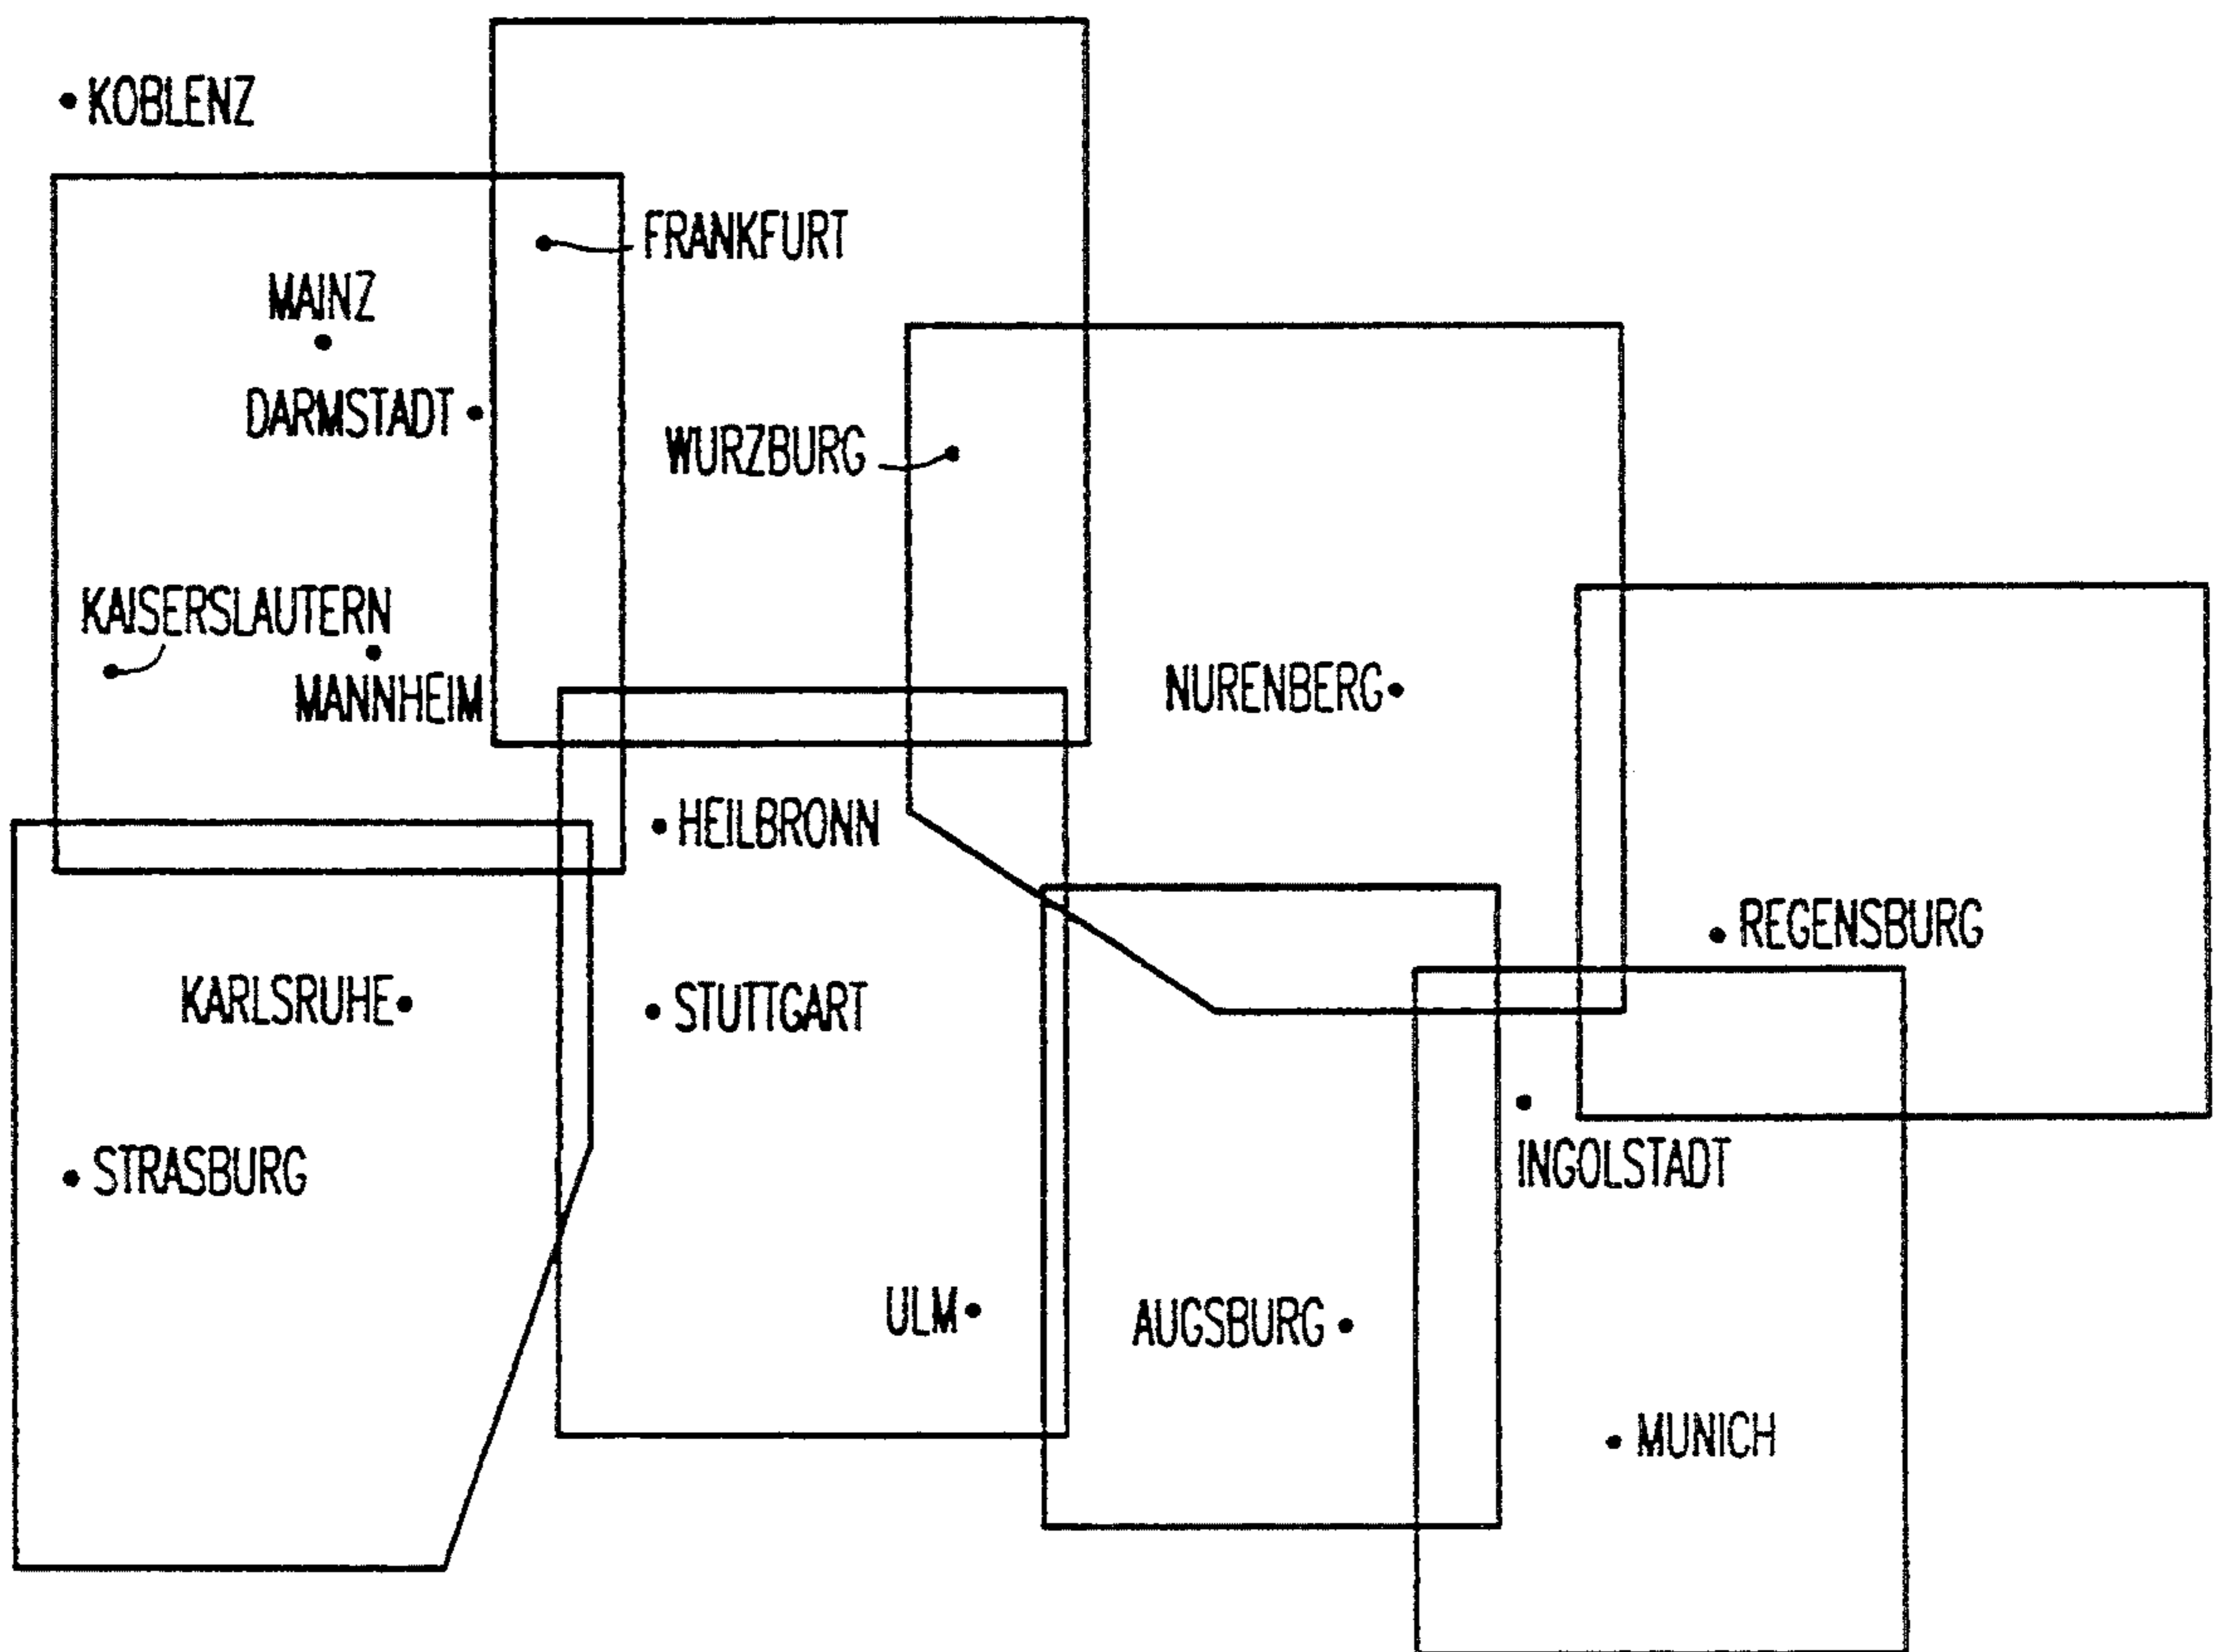 KOBLENZ
FRANKFURT
MAINZ
DARMSTADT
WURZBURG
KAISERSLAUTERN
MANNHEIM
NURENBERG
HEILBRONN
REGENSBURG
KARLSRUHE
STUTTGART
STRASBURG
INGOLSTADT
ULM
AUGSBURG
MUNICH